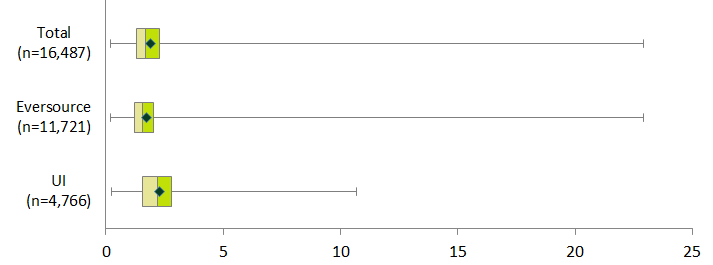 Total
(n=16,487)
Eversource
(n=11,721)
UI
(n=4,766)
0 5 10 15 20 25